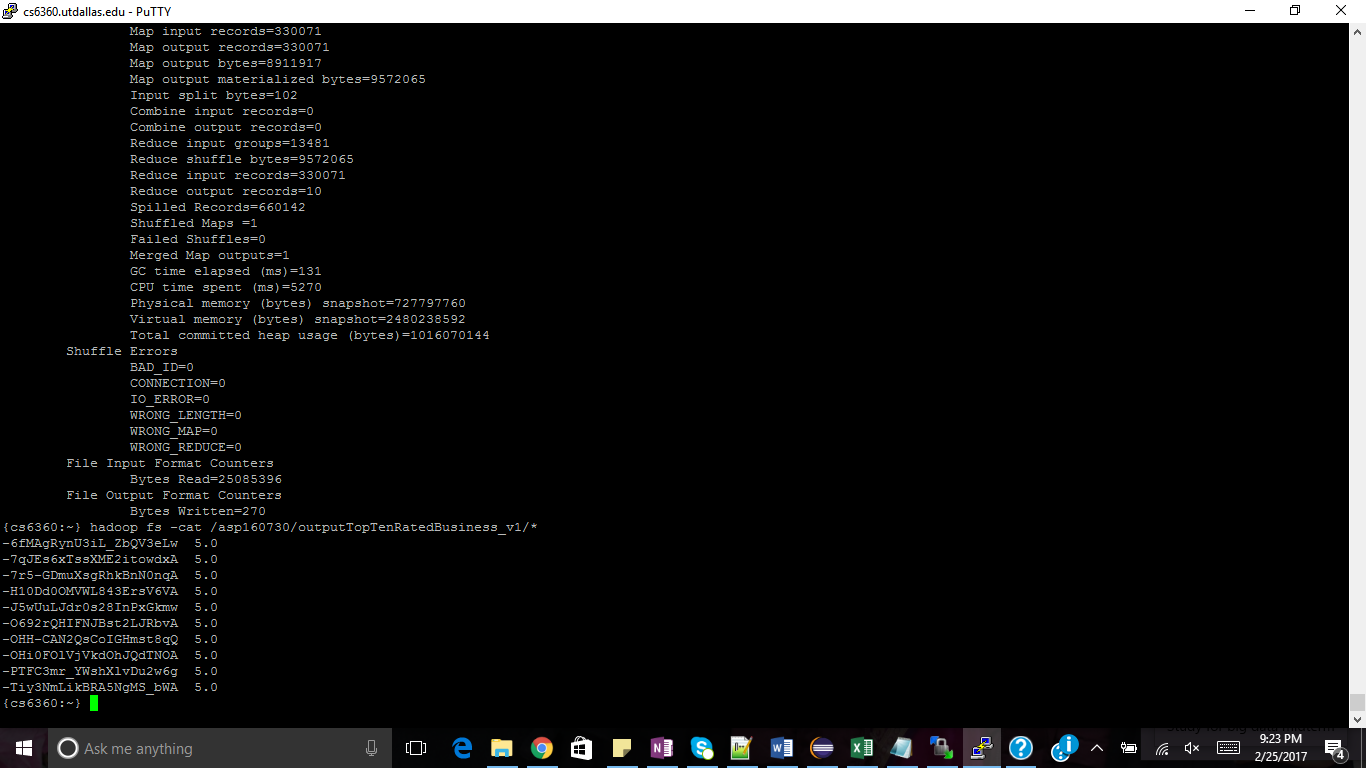 cs6360.utdallas.edu - PuTTY
Map input records=330071
Map output records=330071
Map output bytes=8911917
Map output materialized bytes=9572065
Input split bytes=102
Combine input records=0
Combine output records=0
Reduce input groups=13481
Reduce shuffle bytes=9572065
Reduce input records=330071
Reduce output records=10
Spilled Records=660142
Shuffled Maps =1
Failed Shuffles=0
Merged Map outputs=1
GC time elapsed (ms)=131
CPU time spent (ms)=5270
Physical memory (bytes) snapshot=727797760
Virtual memory (bytes) snapshot=2480238592
Total committed heap usage (bytes)=1016070144
Shuffle Errors
BAD_ID=0
CONNECTION=0
IO_ERROR=0
WRONG_LENGTH=0
WRONG_MAP=0
WRONG_REDUCE=0
File Input Format Counters
Bytes Read=25085396
File Output Format Counters
Bytes Written=270
{cs6360:~} hadoop fs -cat /asp160730/outputTopTenRatedBusiness_v1/*
-6fMAgRynU3iL_ZbQV3eLw 5.0
-7qJEs6xTssXME2itowdxA 5.0
-7r5-GDmuXsgRhkBnN0nqA 5.0
-H10Dd0OMVWL843ErsV6VA 5.0
-J5wUuLJdr0s28InPxGkmw 5.0
-O692rQHIFNJBst2LJRbvA 5.0
-OHH-CAN2QsCoIGHmst8qQ 5.0
-OHi0FOlVjVkdOhJQdTNOA 5.0
-PTFC3mr_YWshXlvDu2w6g 5.0
-Tiy3NmLikBRA5NgMS_bWA 5.0
{cs6360:~}
Ask me anything
9:23 PM
2/25/2017
4